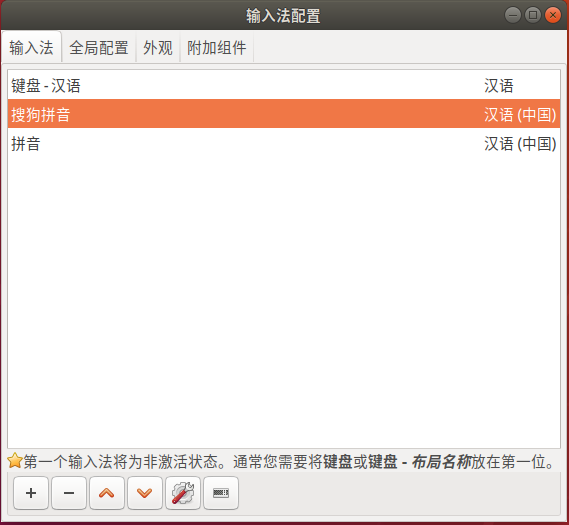 输入法配置
输入法 全局配置 外观 附加组件
键盘 - 汉语 汉语
搜狗拼音 汉语 (中国)
拼音 汉语 (中国)
第一个输入法将为非激活状态。通常您需要将键盘或键盘 - 布局名称放在第一位。